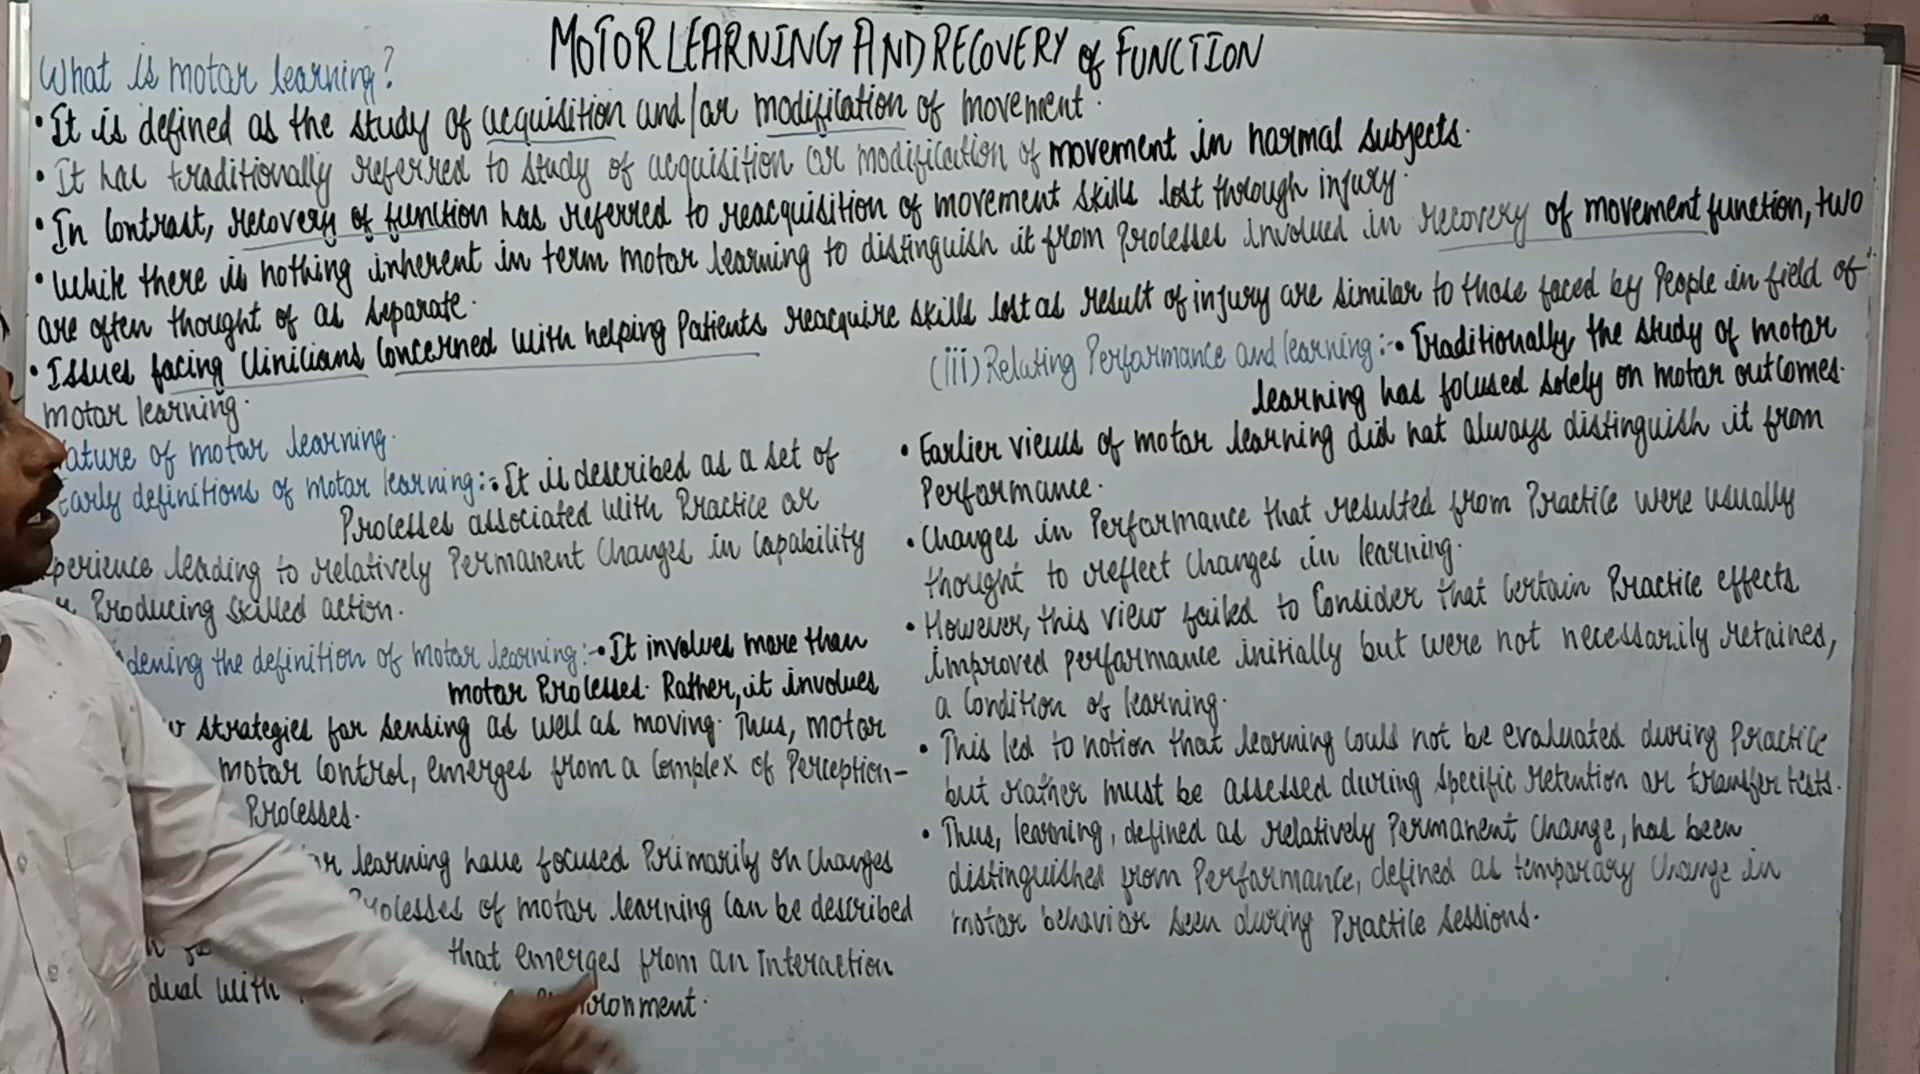 MOTOR LEARNING AND RECOVERY of FUNCTION
What is motor learning?
• It is defined as the study of acquisition and/or modification of movement.
• It has traditionally referred to study of acquisition or modification of movement in normal subjects.
• In contrast, recovery of function has referred to reacquisition of movement skills lost through injury.
• While there is nothing inherent in term motor learning to distinguish it from processes involved in recovery of movement function, two
are often thought of as separate.
• Issues facing clinicians concerned with helping Patients reacquire skills lost as result of injury are similar to those faced by People in field of
motor learning.
ature of motor learning.
Early definitions of motor learning:- • It is described as a set of
Processes associated with Practice or
perience leading to relatively Permanent changes in capability
Producing skilled action.
dening the definition of motor learning:- • It involves more than
motor Processes. Rather, it involves
w strategies for sensing as well as moving. Thus, motor
motor control, emerges from a complex of Perception-
Processes.
or learning have focused Primarily on changes
Processes of motor learning can be described
that emerges from an Interaction
dual with
environment.
(iii) Relating Performance and learning:- • Traditionally, the study of motor
learning has focused solely on motor outcomes.
• Earlier views of motor learning did not always distinguish it from
Performance.
• Changes in Performance that resulted from Practice were usually
thought to reflect changes in learning.
• However, this view failed to Consider that certain Practice effects
improved performance initially but were not necessarily retained,
a condition of learning.
• This led to notion that learning could not be evaluated during Practice
but rather must be assessed during specific retention or transfer tests.
• Thus, learning, defined as relatively Permanent change, has been
distinguished from Performance, defined as temporary change in
motor behavior seen during Practice sessions.